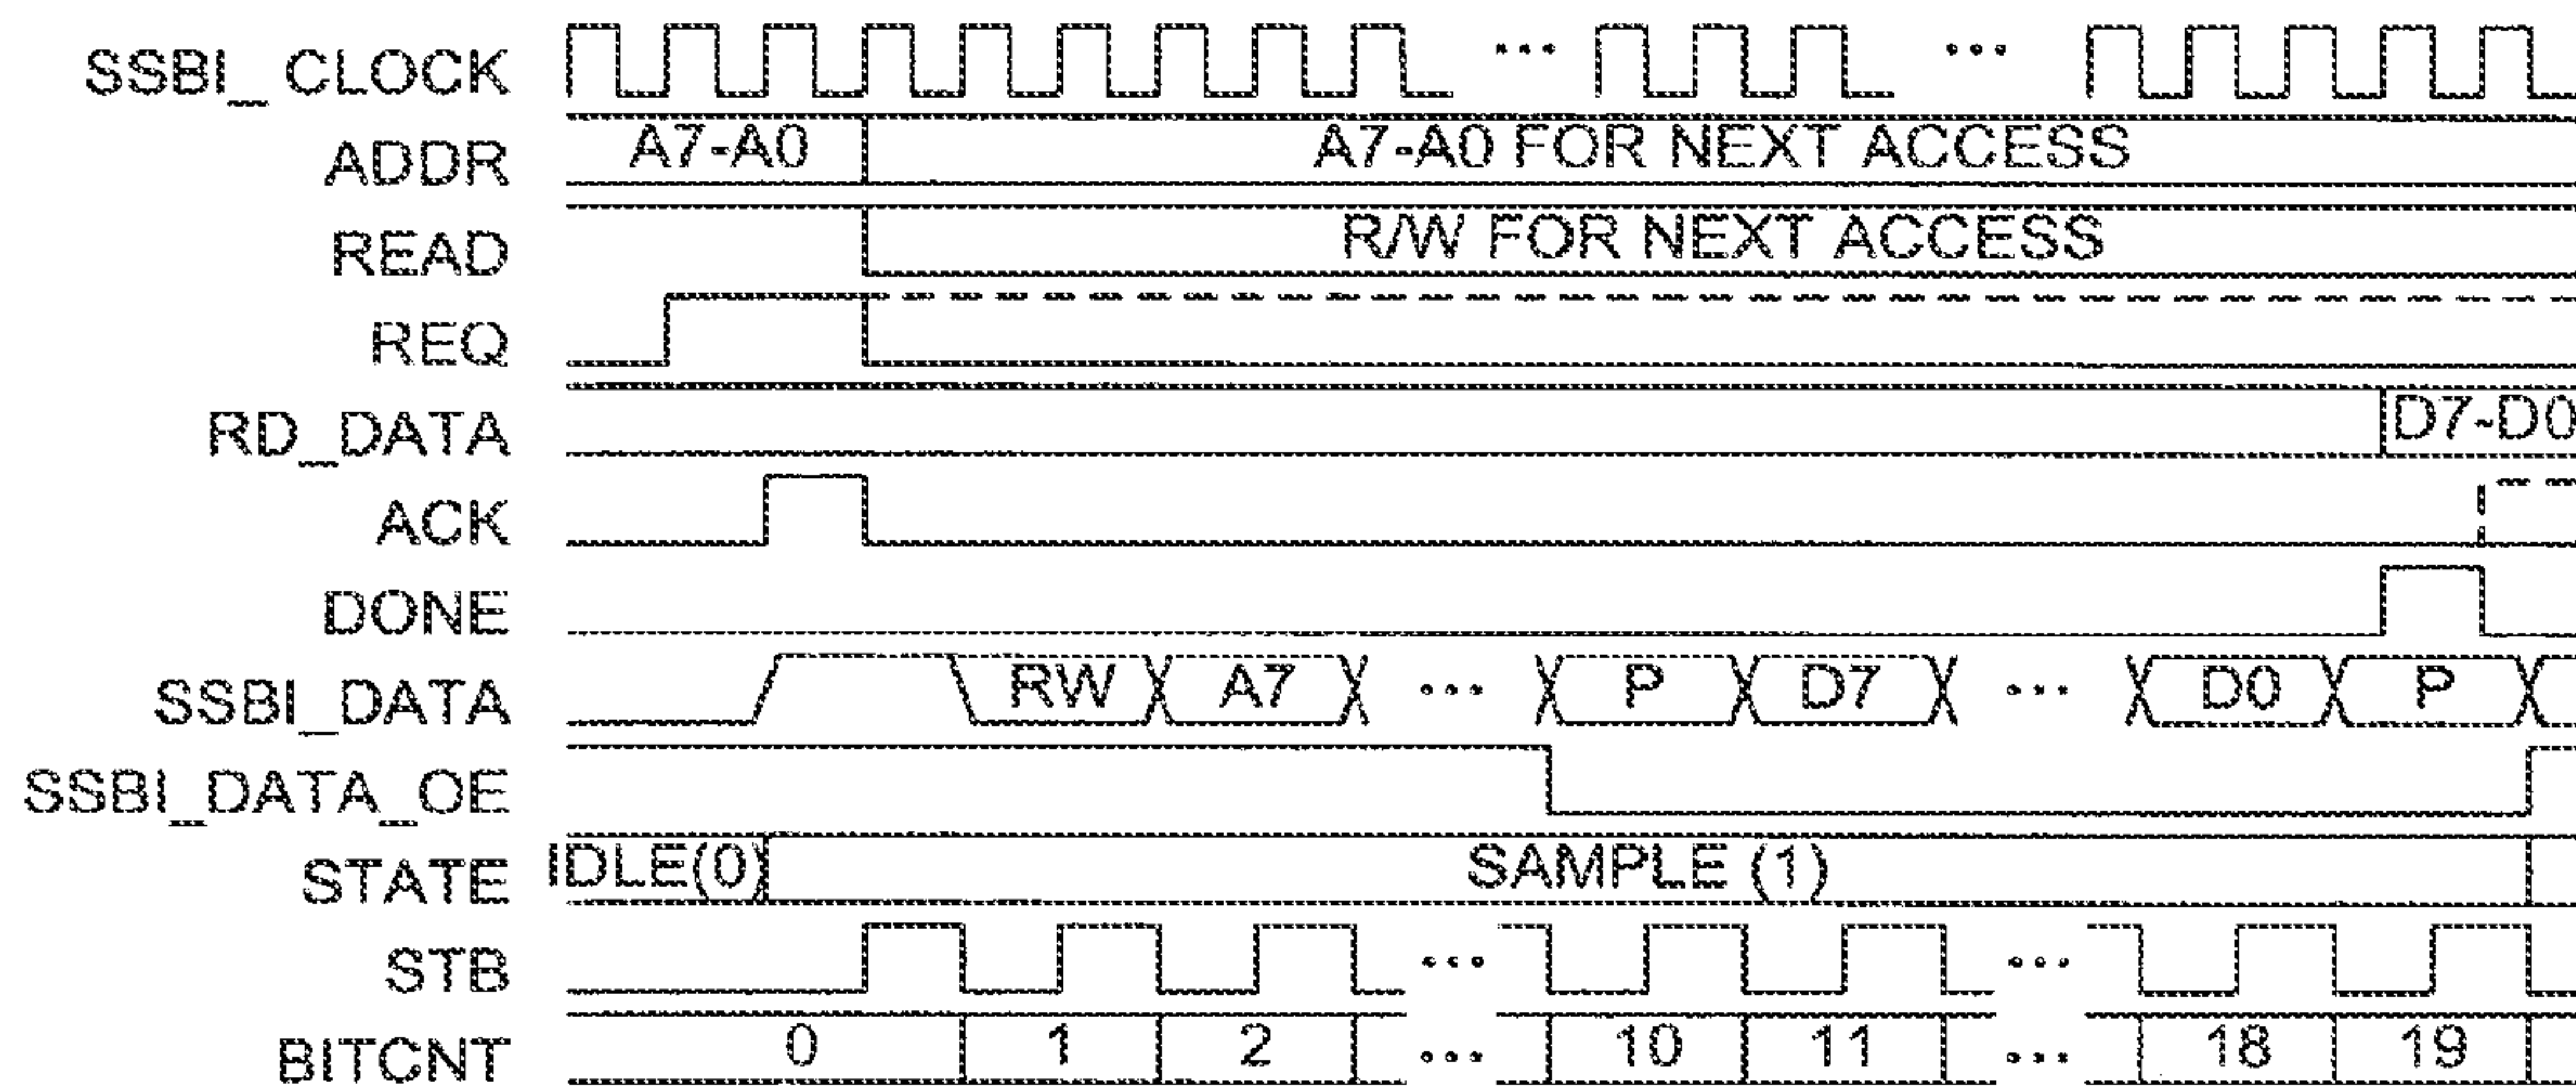 SSBI_ CLOCK ... ...
ADDR A7-A0 A7-A0 FOR NEXT ACCESS
READ R/W FOR NEXT ACCESS
REQ
RD_DATA D7-D0
ACK
DONE
SSBI_DATA RW A7 ... P D7 ... D0 P
SSBI_DATA_OE
STATE IDLE(0) SAMPLE (1)
STB ... ...
BITCNT 0 1 2 ... 10 11 ... 18 19